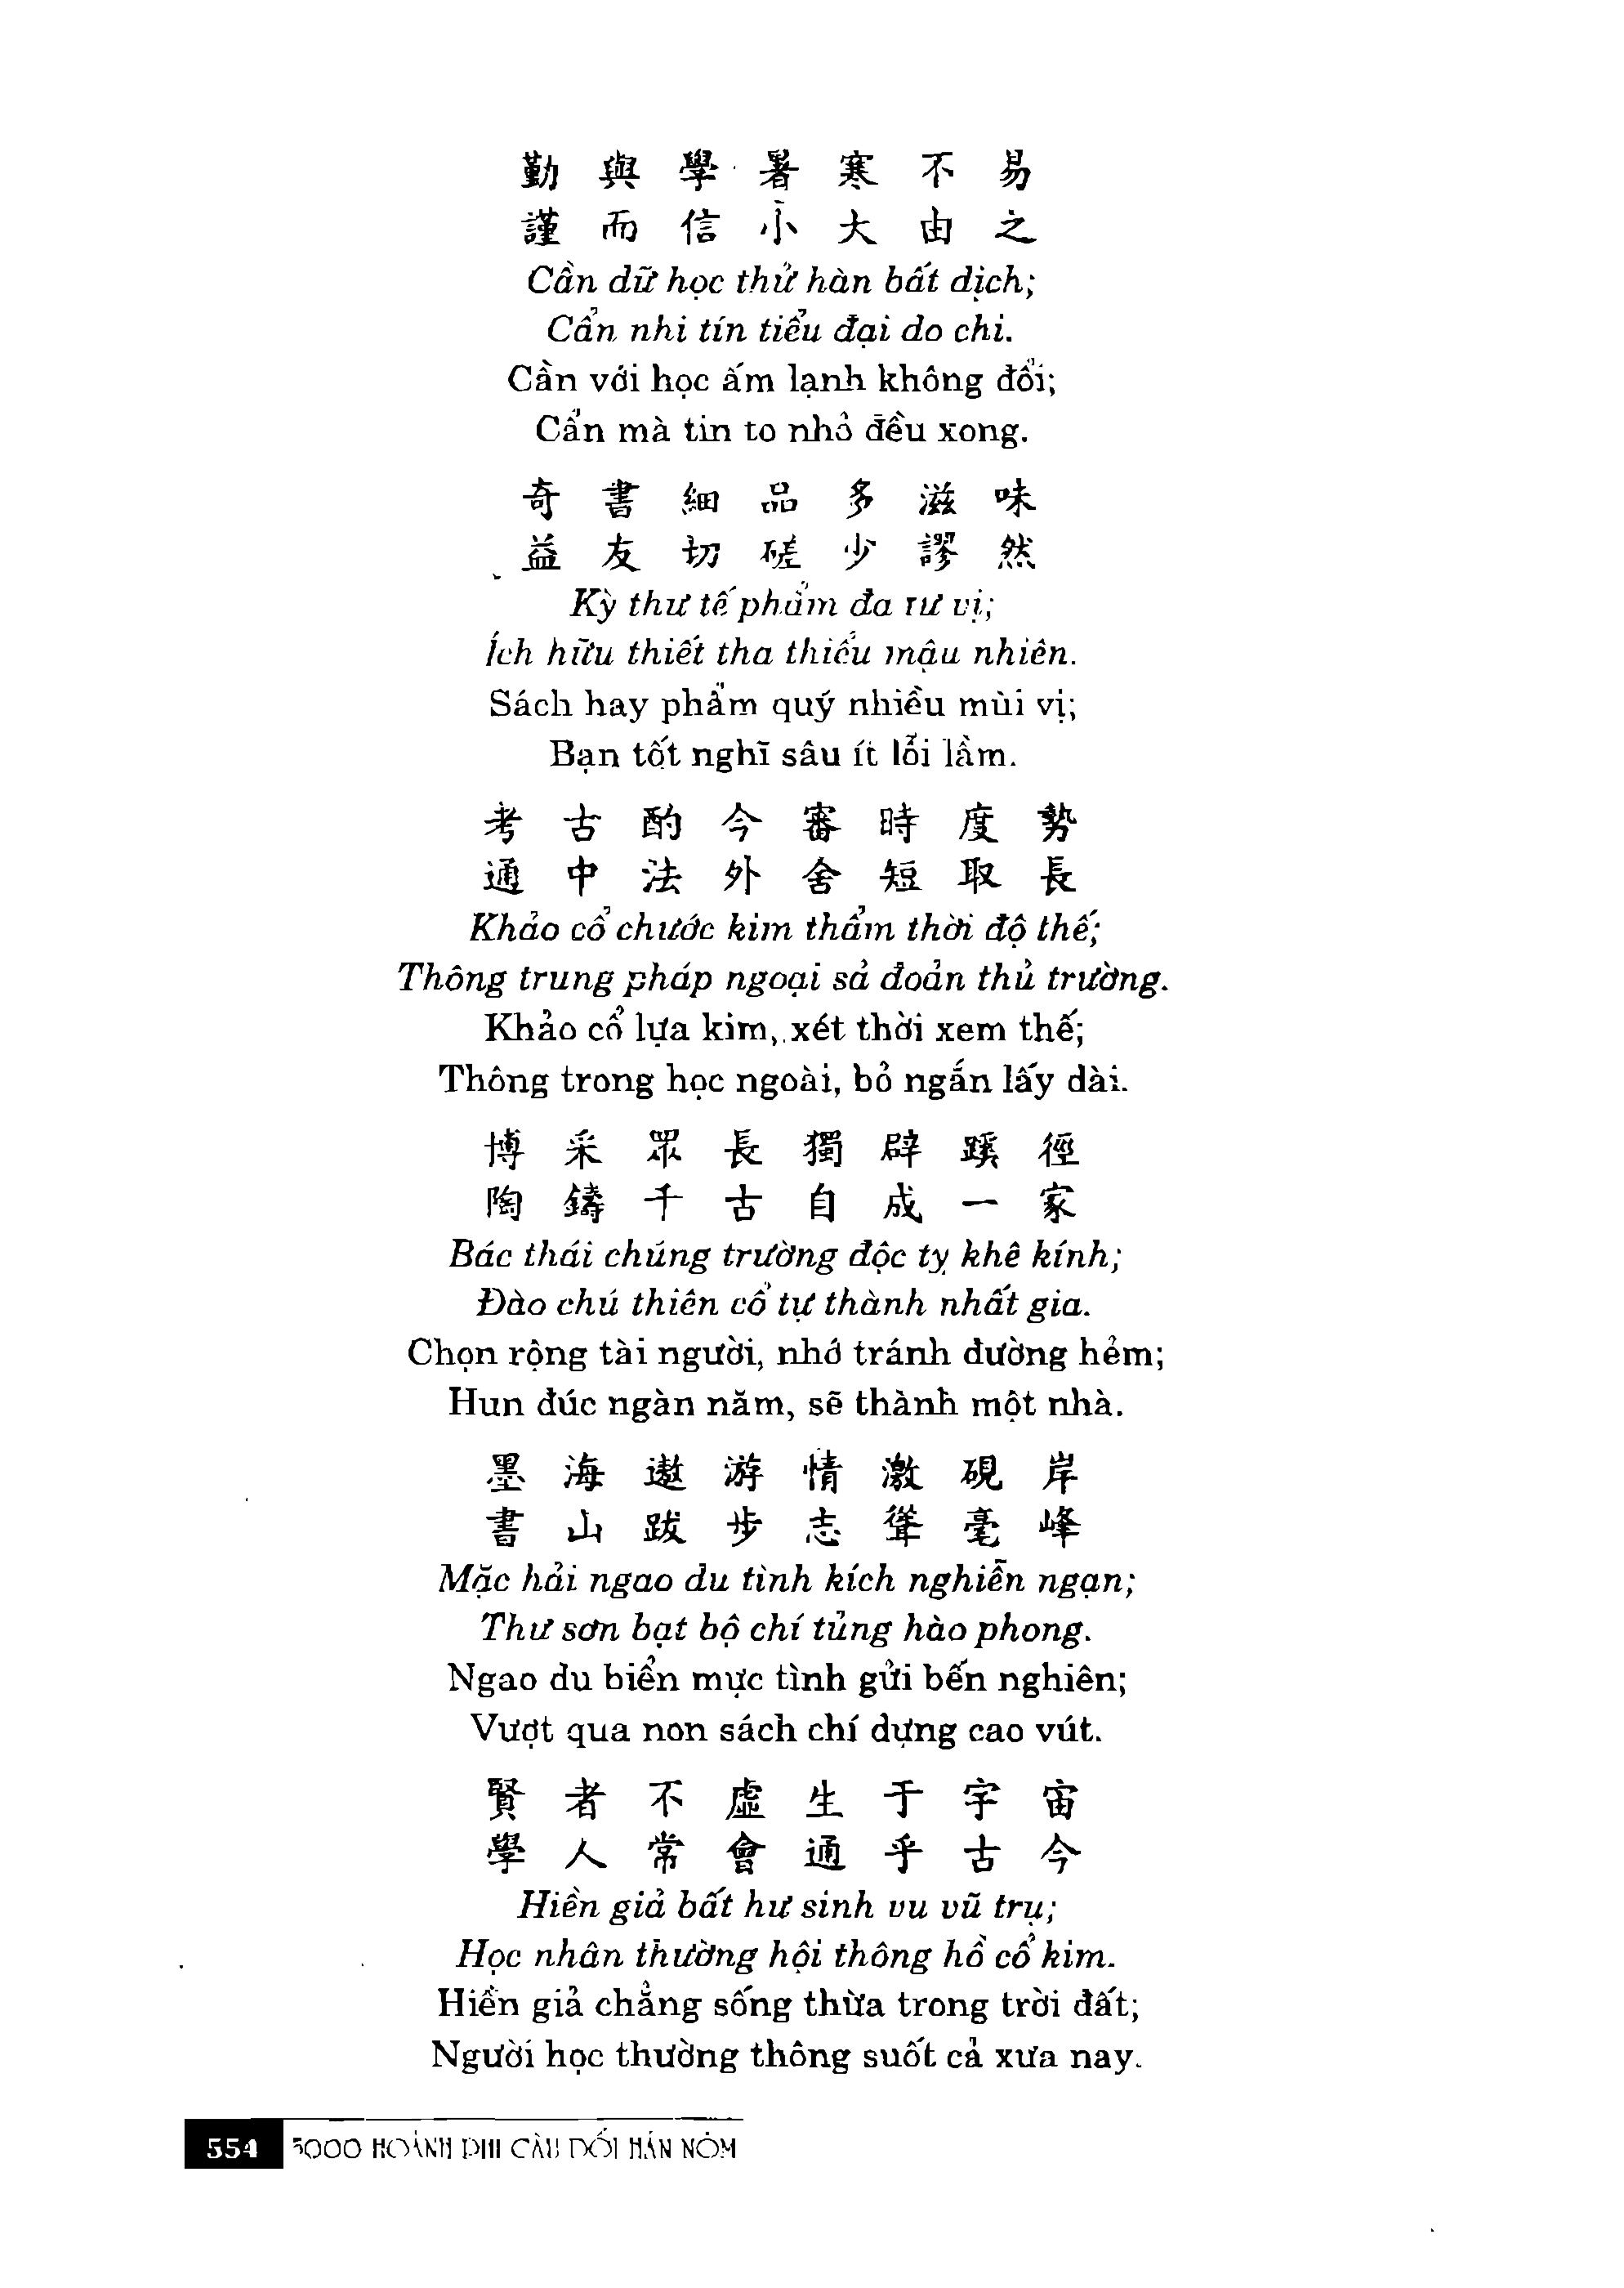 勤與學暑寒不易
謹而信小大由之
Cần dữ học thử hàn bất dịch;
Cẩn nhi tín tiểu đại do chi.
Cần với học ấm lạnh không đổi;
Cẩn mà tin to nhỏ đều xong.
奇書細品多滋味
益友切磋少謬然
Kỳ thư tế phẩm đa tư vị;
Ích hữu thiết tha thiểu mậu nhiên.
Sách hay phẩm quý nhiều mùi vị;
Bạn tốt nghĩ sâu ít lỗi lầm.
考古酌今審時度勢
通中法外舍短取長
Khảo cổ chước kim thẩm thời độ thế;
Thông trung pháp ngoại sả đoản thủ trường.
Khảo cổ lựa kim, xét thời xem thế;
Thông trong học ngoài, bỏ ngắn lấy dài.
博采眾長獨辟蹊徑
陶鑄千古自成一家
Bác thái chúng trường độc tỵ khê kính;
Đào chú thiên cổ tự thành nhất gia.
Chọn rộng tài người, nhớ tránh đường hẻm;
Hun đúc ngàn năm, sẽ thành một nhà.
墨海遨游情激硯岸
書山跋步志聳毫峰
Mặc hải ngao du tình kích nghiễn ngạn;
Thư sơn bạt bộ chí tủng hào phong.
Ngao du biển mực tình gửi bến nghiên;
Vượt qua non sách chí dựng cao vút.
賢者不虛生于宇宙
學人常會通乎古今
Hiền giả bất hư sinh vu vũ trụ;
Học nhân thường hội thông hồ cổ kim.
Hiền giả chẳng sống thừa trong trời đất;
Người học thường thông suốt cả xưa nay.
554 5000 HOÀNH PHI CÂU ĐỐI HÁN NÔM